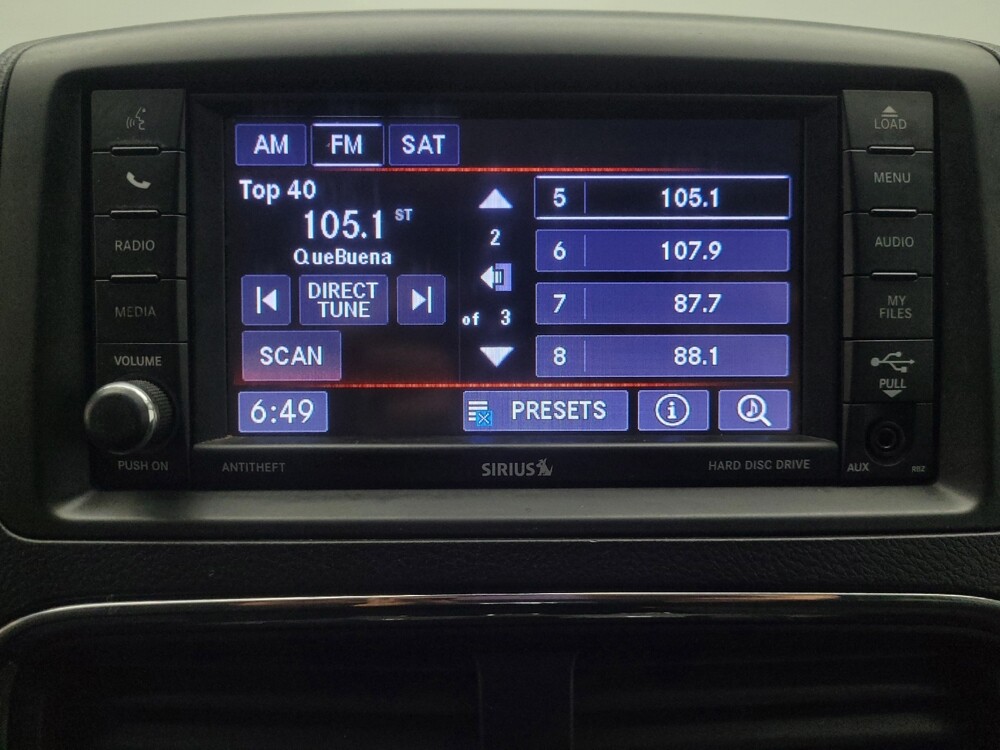 LOAD
AM FM SAT
MENU
Top 40
105.1 ST
QueBuena
5 105.1
2
6 107.9
RADIO
AUDIO
DIRECT TUNE
of 3
7 87.7
MEDIA
MY FILES
SCAN
8 88.1
VOLUME
PULL
6:49
PRESETS
i
PUSH ON
ANTITHEFT
SIRIUS
HARD DISC DRIVE
AUX
RBZ